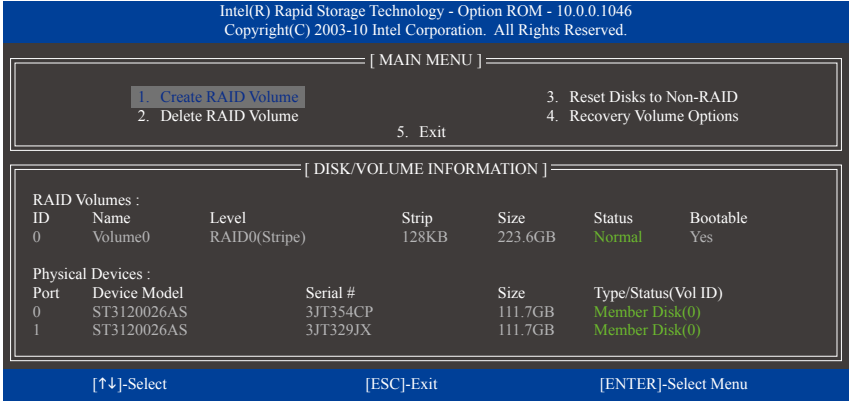 Intel(R) Rapid Storage Technology - Option ROM - 10.0.0.1046
Copyright(C) 2003-10 Intel Corporation.  All Rights Reserved.
[ MAIN MENU ]
1. Create RAID Volume 3. Reset Disks to Non-RAID
2. Delete RAID Volume 4. Recovery Volume Options
5. Exit
[ DISK/VOLUME INFORMATION ]
RAID Volumes :
ID Name Level Strip Size Status Bootable
0 Volume0 RAID0(Stripe) 128KB 223.6GB Normal Yes
Physical Devices :
Port Device Model Serial # Size Type/Status(Vol ID)
0 ST3120026AS 3JT354CP 111.7GB Member Disk(0)
1 ST3120026AS 3JT329JX 111.7GB Member Disk(0)
[↑↓]-Select [ESC]-Exit [ENTER]-Select Menu